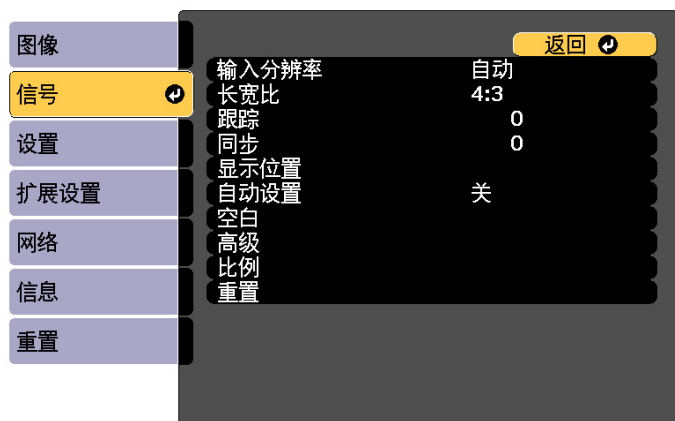 图像
信号
设置
扩展设置
网络
信息
重置
返回
输入分辨率 自动
长宽比 4:3
跟踪 0
同步 0
显示位置
自动设置 关
空白
高级
比例
重置